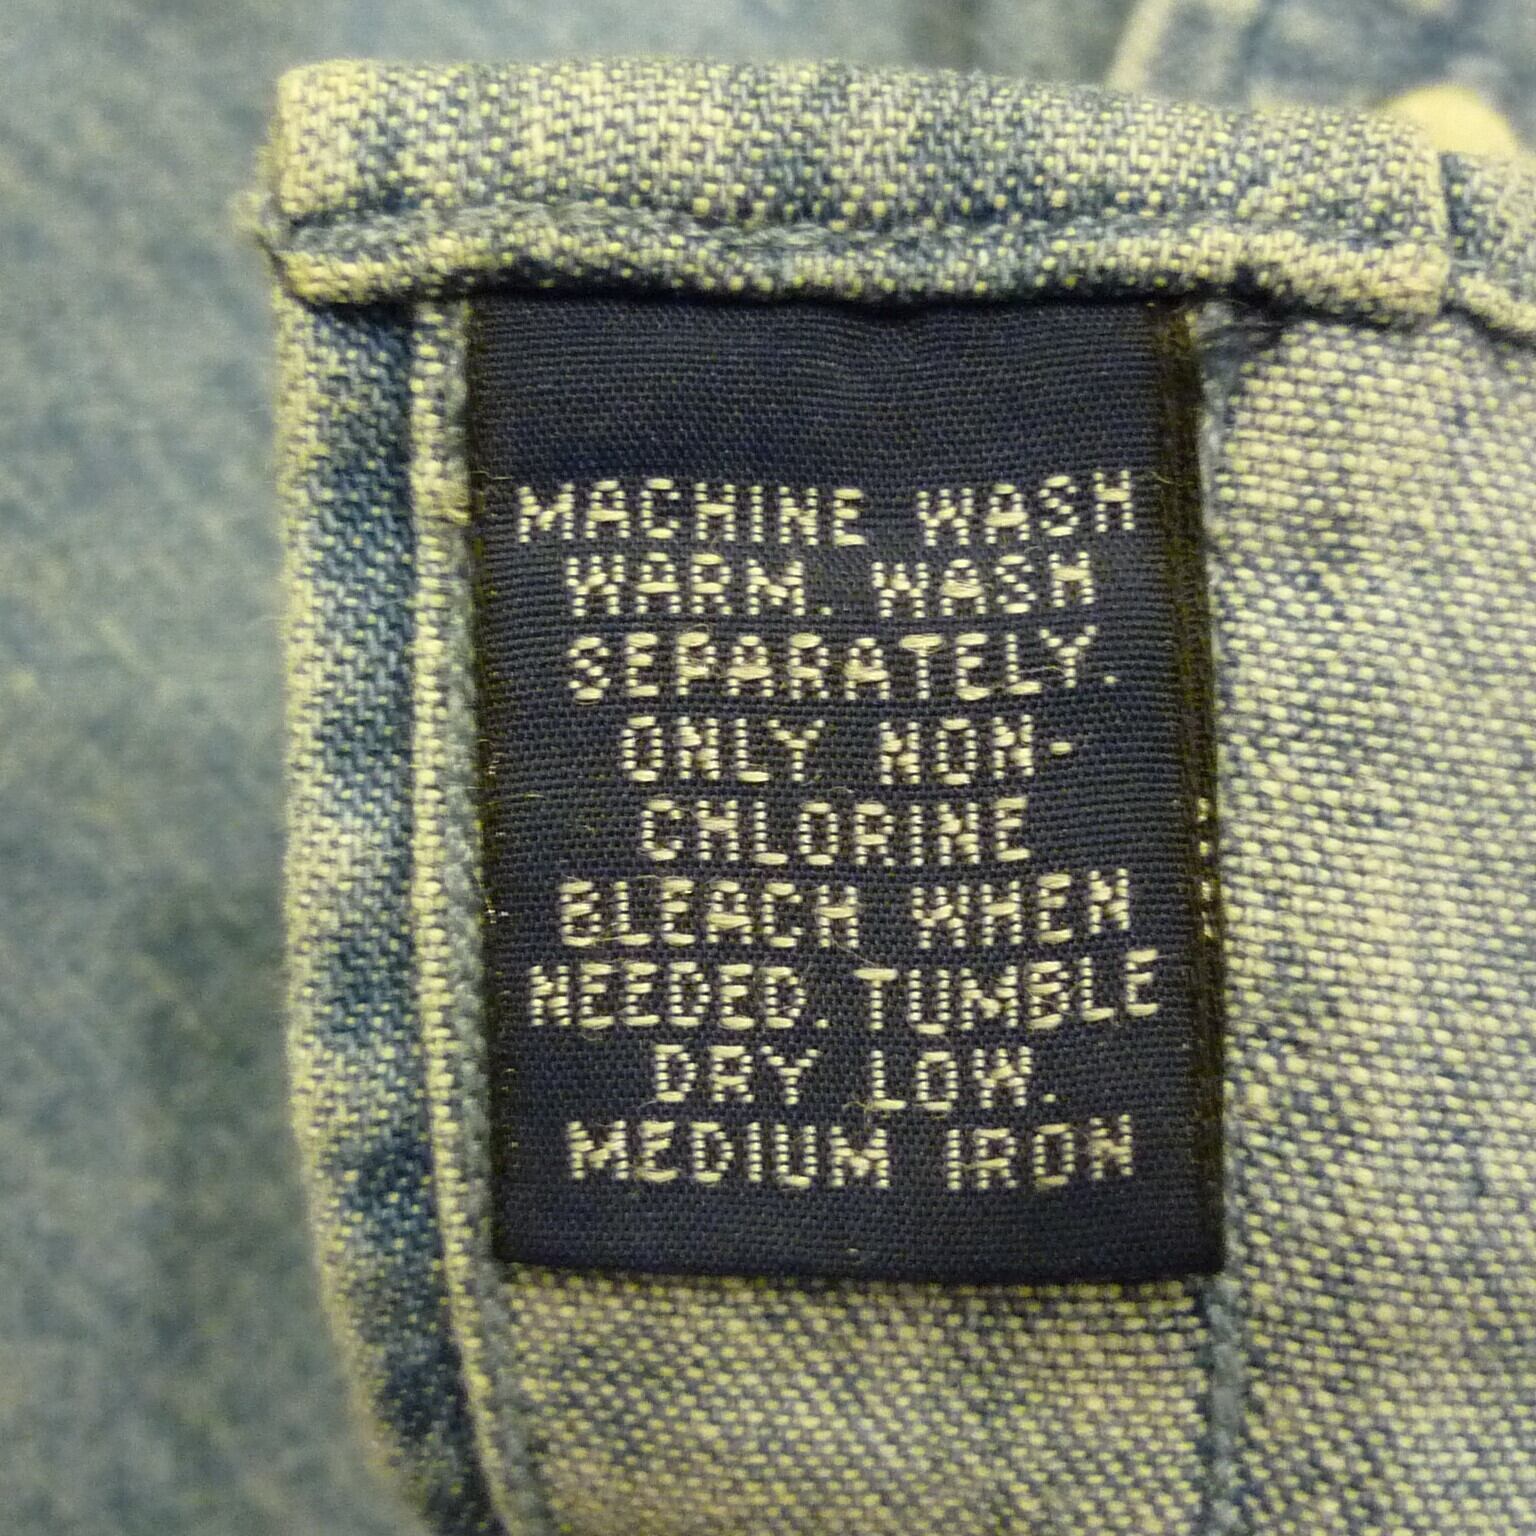 MACHINE WASH
WARM. WASH
SEPARATELY.
ONLY NON-
CHLORINE
BLEACH WHEN
NEEDED. TUMBLE
DRY LOW.
MEDIUM IRON